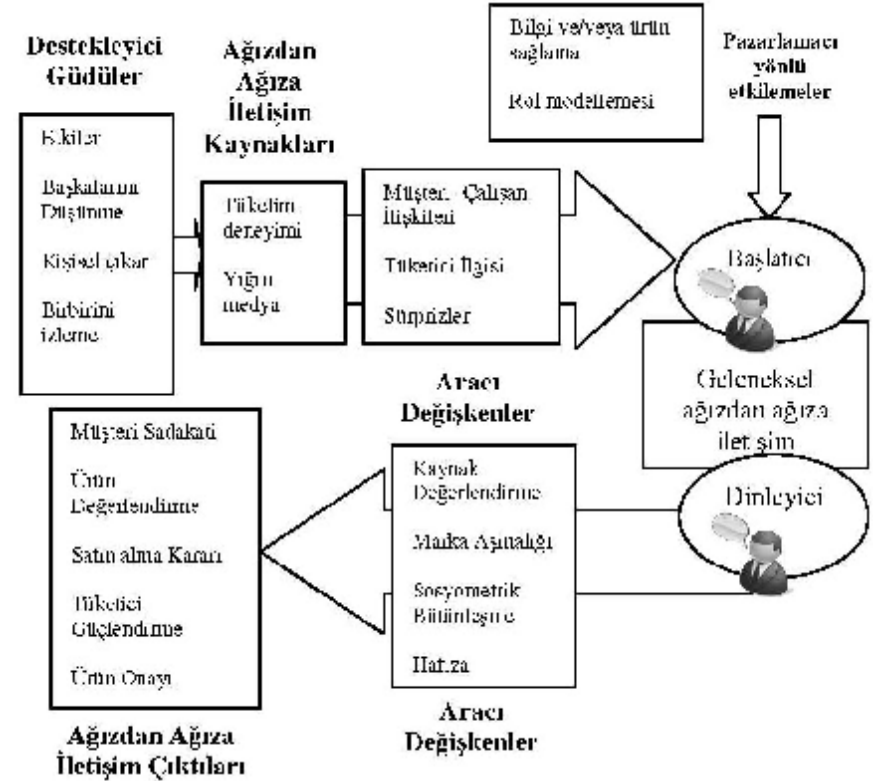 Destekleyici
Güdüler
Etkiler
Başkalarını
Düşünme
Kişisel çıkar
Birbirini
izleme
Ağızdan
Ağıza
İletişim
Kaynakları
Tüketim
deneyimi
Yığın
medya
Müşteri - Çalışan
İlişkileri
Tüketici İlgisi
Sürprizler
Aracı
Değişkenler
Bilgi ve/veya ürün
sağlama
Rol modellemesi
Pazarlamacı
yönlü
etkilemeler
Başlatıcı
Geleneksel
ağızdan ağıza
iletişim
Dinleyici
Kaynak
Değerlendirme
Marka Aşinalığı
Sosyometrik
Bütünleşme
Hafıza
Aracı
Değişkenler
Müşteri Sadakati
Ürün
Değerlendirme
Satın alma Kararı
Tüketici
Güçlendirme
Ürün Onayı
Ağızdan Ağıza
İletişim Çıktıları